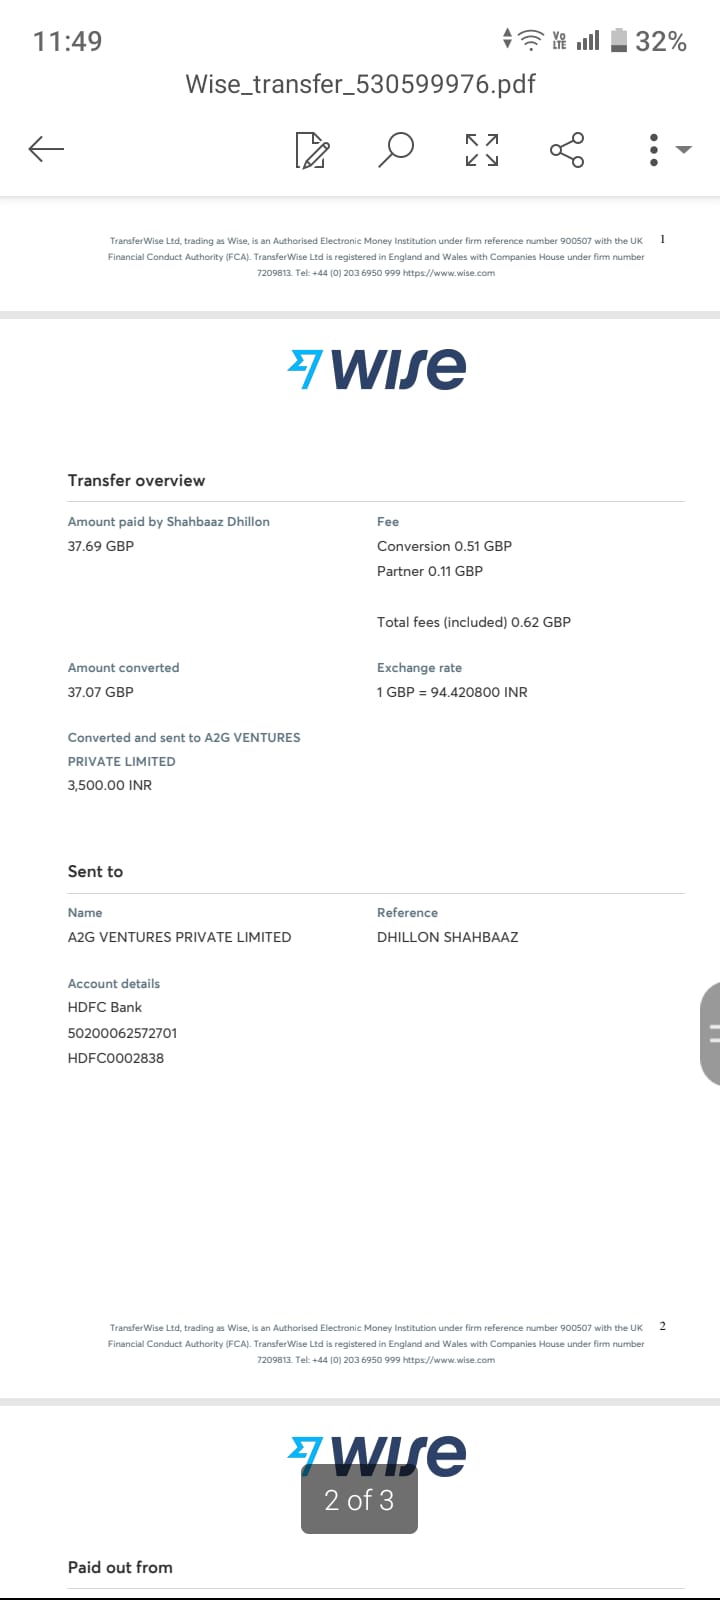 11:49
Vo LTE 32%
Wise_transfer_530599976.pdf
TransferWise Ltd, trading as Wise, is an Authorised Electronic Money Institution under firm reference number 900507 with the UK 1
Financial Conduct Authority (FCA). TransferWise Ltd is registered in England and Wales with Companies House under firm number
7209813. Tel: +44 (0) 203 6950 999 https://www.wise.com
wise
Transfer overview
Amount paid by Shahbaaz Dhillon
37.69 GBP
Fee
Conversion 0.51 GBP
Partner 0.11 GBP
Total fees (included) 0.62 GBP
Amount converted
37.07 GBP
Exchange rate
1 GBP = 94.420800 INR
Converted and sent to A2G VENTURES
PRIVATE LIMITED
3,500.00 INR
Sent to
Name
A2G VENTURES PRIVATE LIMITED
Reference
DHILLON SHAHBAAZ
Account details
HDFC Bank
50200062572701
HDFC0002838
TransferWise Ltd, trading as Wise, is an Authorised Electronic Money Institution under firm reference number 900507 with the UK 2
Financial Conduct Authority (FCA). TransferWise Ltd is registered in England and Wales with Companies House under firm number
7209813. Tel: +44 (0) 203 6950 999 https://www.wise.com
wise
2 of 3
Paid out from